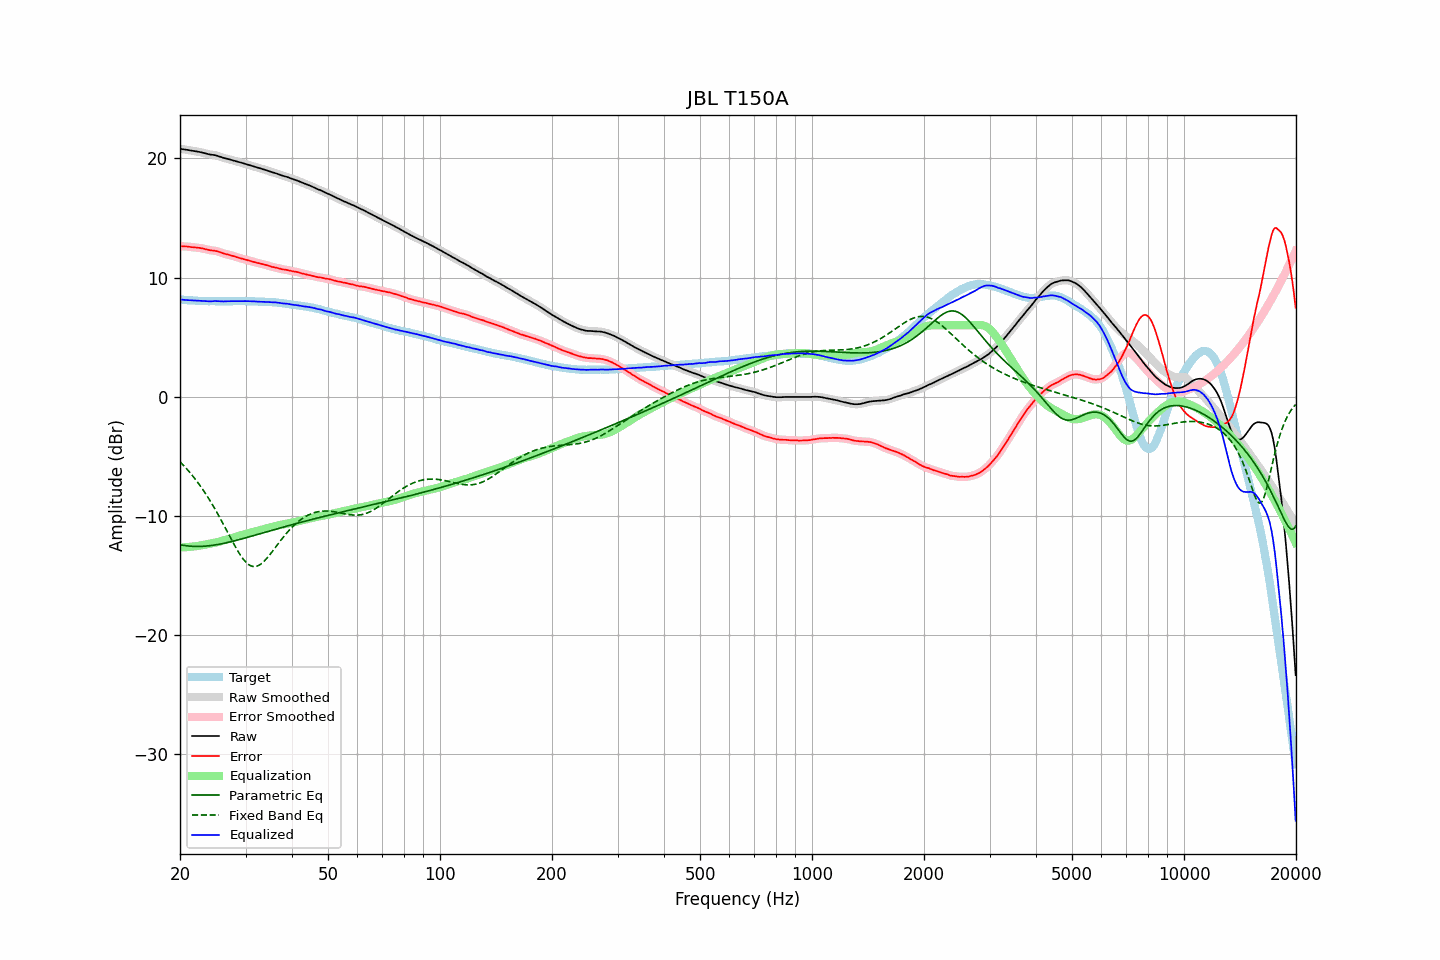 JBL T150A
Amplitude (dBr)
20
10
0
−10
−20
−30
Target
Raw Smoothed
Error Smoothed
Raw
Error
Equalization
Parametric Eq
Fixed Band Eq
Equalized
20 50 100 200 500 1000 2000 5000 10000 20000
Frequency (Hz)